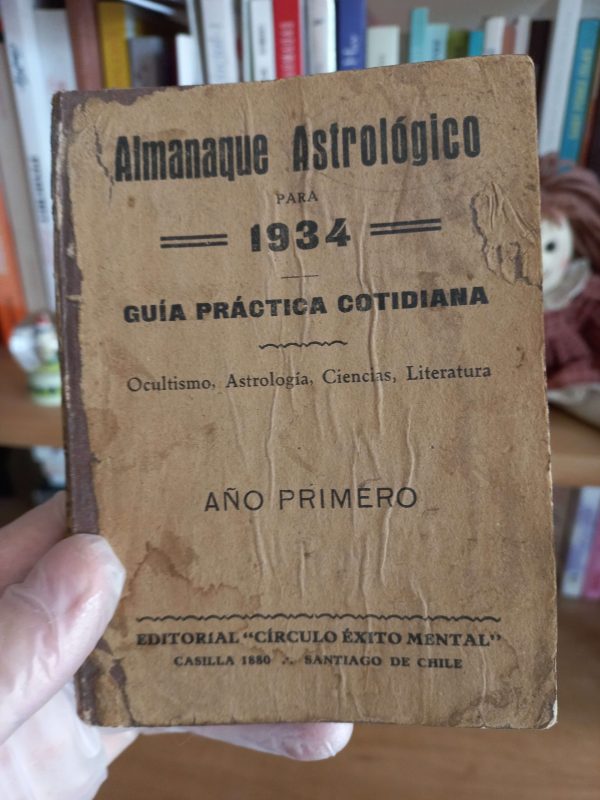 Almanaque Astrológico
PARA
1934
GUÍA PRÁCTICA COTIDIANA
Ocultismo, Astrología, Ciencias, Literatura
AÑO PRIMERO
EDITORIAL "CÍRCULO ÉXITO MENTAL"
CASILLA 1880 .·. SANTIAGO DE CHILE